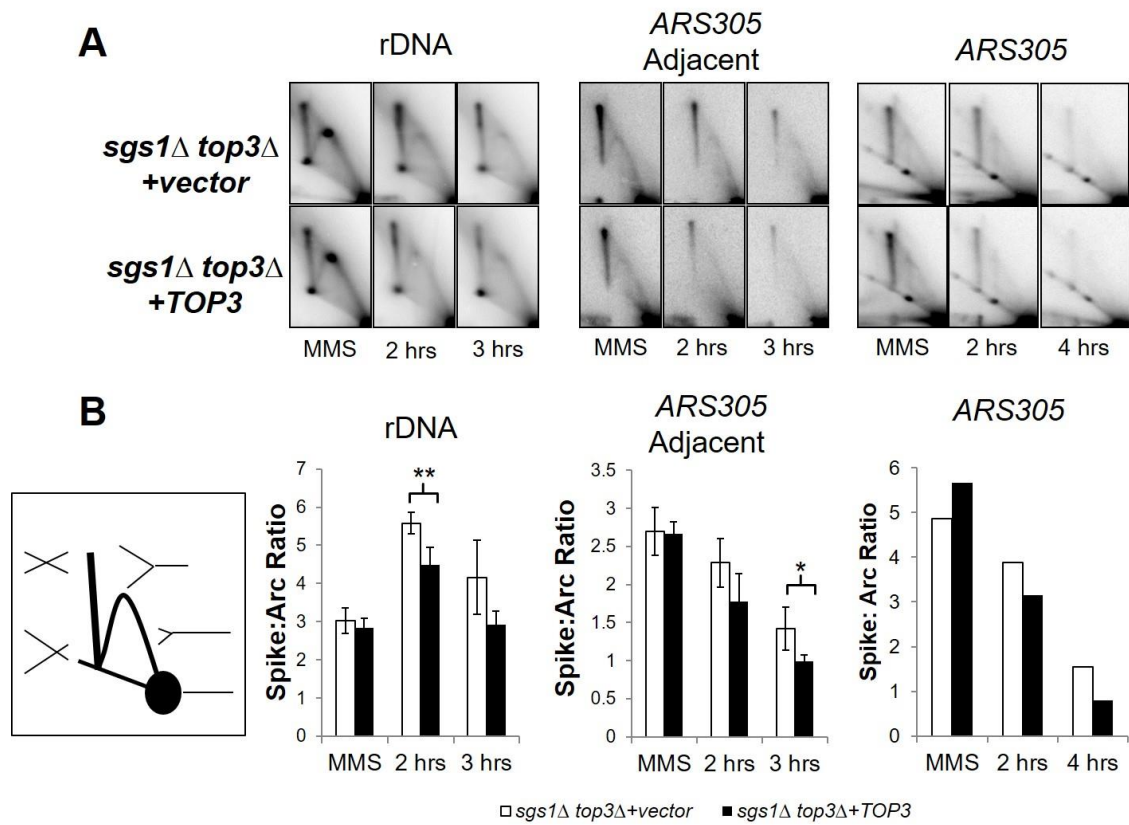 A
rDNA
ARS305
Adjacent
ARS305
sgs1Δ top3Δ
+vector
sgs1Δ top3Δ
+TOP3
MMS 2 hrs 3 hrs
MMS 2 hrs 3 hrs
MMS 2 hrs 4 hrs
B
rDNA
ARS305
Adjacent
ARS305
Spike:Arc Ratio
7
6
5
4
3
2
1
0
**
MMS 2 hrs 3 hrs
Spike:Arc Ratio
3.5
3
2.5
2
1.5
1
0.5
0
*
MMS 2 hrs 3 hrs
Spike: Arc Ratio
6
5
4
3
2
1
0
MMS 2 hrs 4 hrs
sgs1Δ top3Δ+vector sgs1Δ top3Δ+TOP3